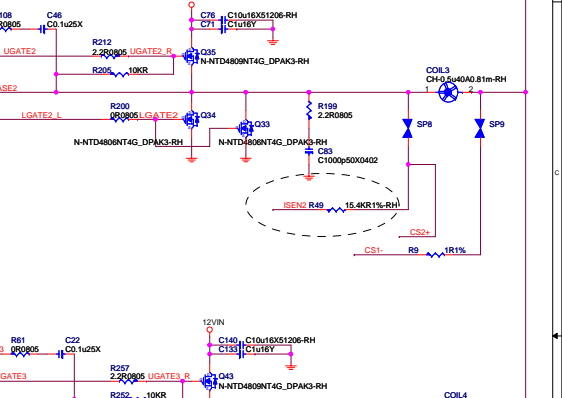 108
C46
R0805
C0.1u25X
C76
C10u16X51206-RH
C71
C1u16Y
UGATE2
R212
2.2R0805
UGATE2_R
Q35
N-NTD4809NT4G_DPAK3-RH
R205
10KR
ASE2
COIL3
CH-0.5u40A0.81m-RH
1
2
LGATE2_L
R200
0R0805
LGATE2
Q34
Q33
R199
2.2R0805
SP8
SP9
N-NTD4806NT4G_DPAK3-RH
N-NTD4806NT4G_DPAK3-RH
C83
C1000p50X0402
C
ISEN2
R49
15.4KR1%-RH
CS2+
CS1-
R9
1R1%
12VIN
R61
C22
3
0R0805
C0.1u25X
C140
C10u16X51206-RH
C133
C1u16Y
GATE3
R257
2.2R0805
UGATE3_R
Q43
N-NTD4809NT4G_DPAK3-RH
R252
10KR
COIL4